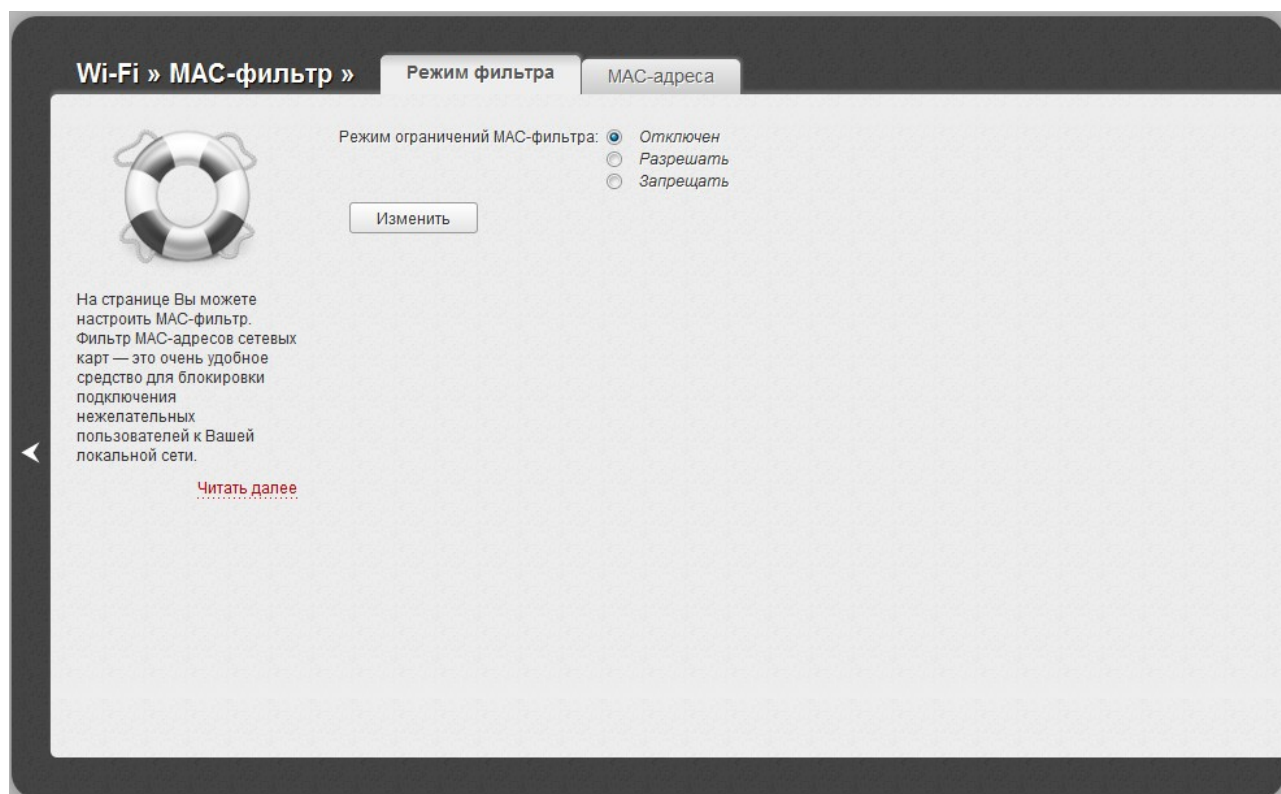 Wi-Fi » MAC-фильтр »
Режим фильтра
MAC-адреса
Режим ограничений MAC-фильтра:
Отключен
Разрешать
Запрещать
Изменить
На странице Вы можете
настроить MAC-фильтр.
Фильтр MAC-адресов сетевых
карт — это очень удобное
средство для блокировки
подключения
нежелательных
пользователей к Вашей
локальной сети.
Читать далее